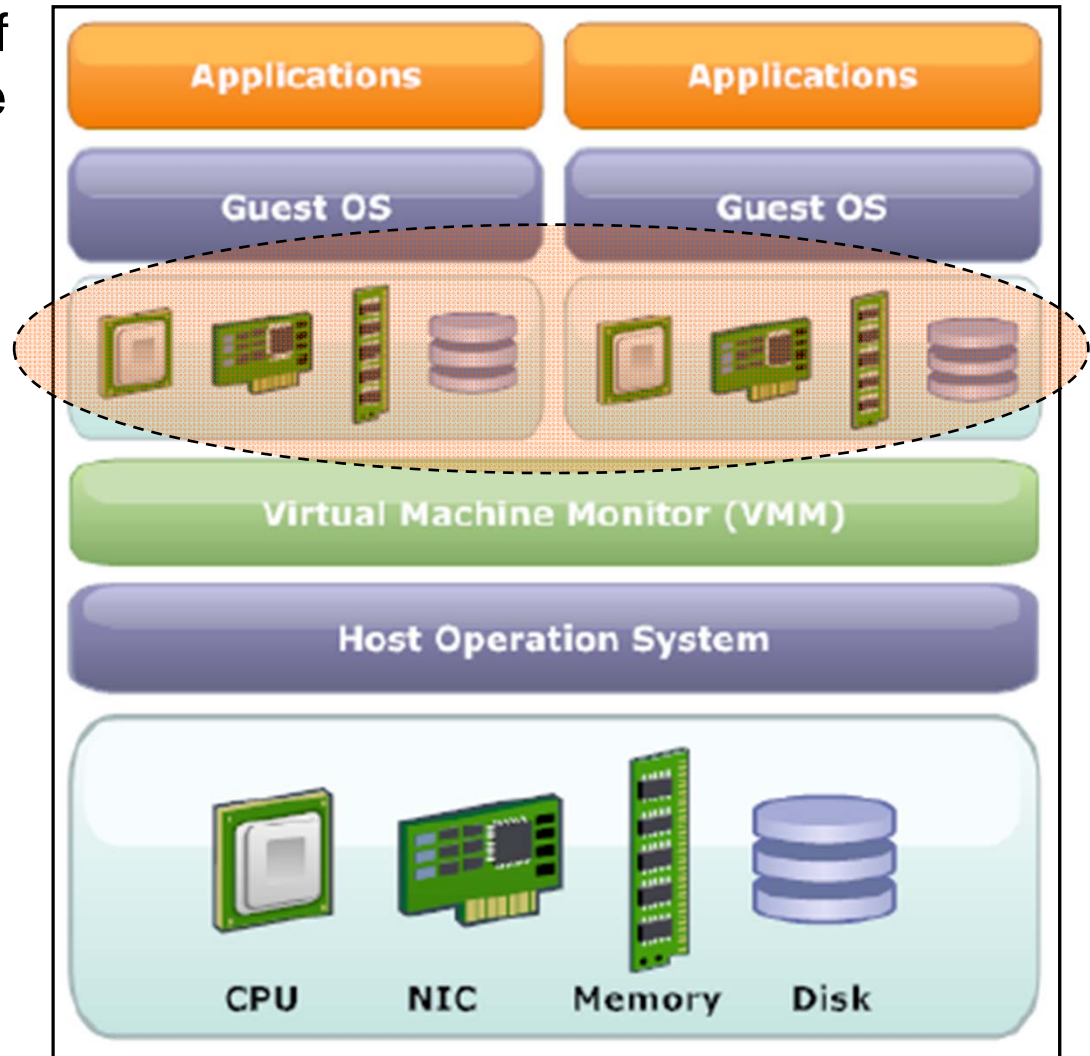 f
e
Applications Applications
Guest OS Guest OS
Virtual Machine Monitor (VMM)
Host Operation System
CPU NIC Memory Disk